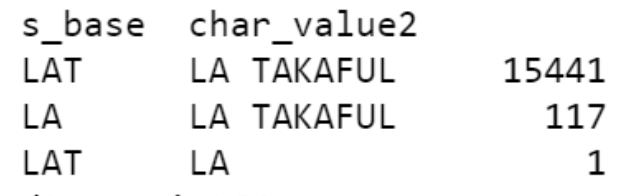 s_base char_value2
LAT LA TAKAFUL 15441
LA LA TAKAFUL 117
LAT LA 1